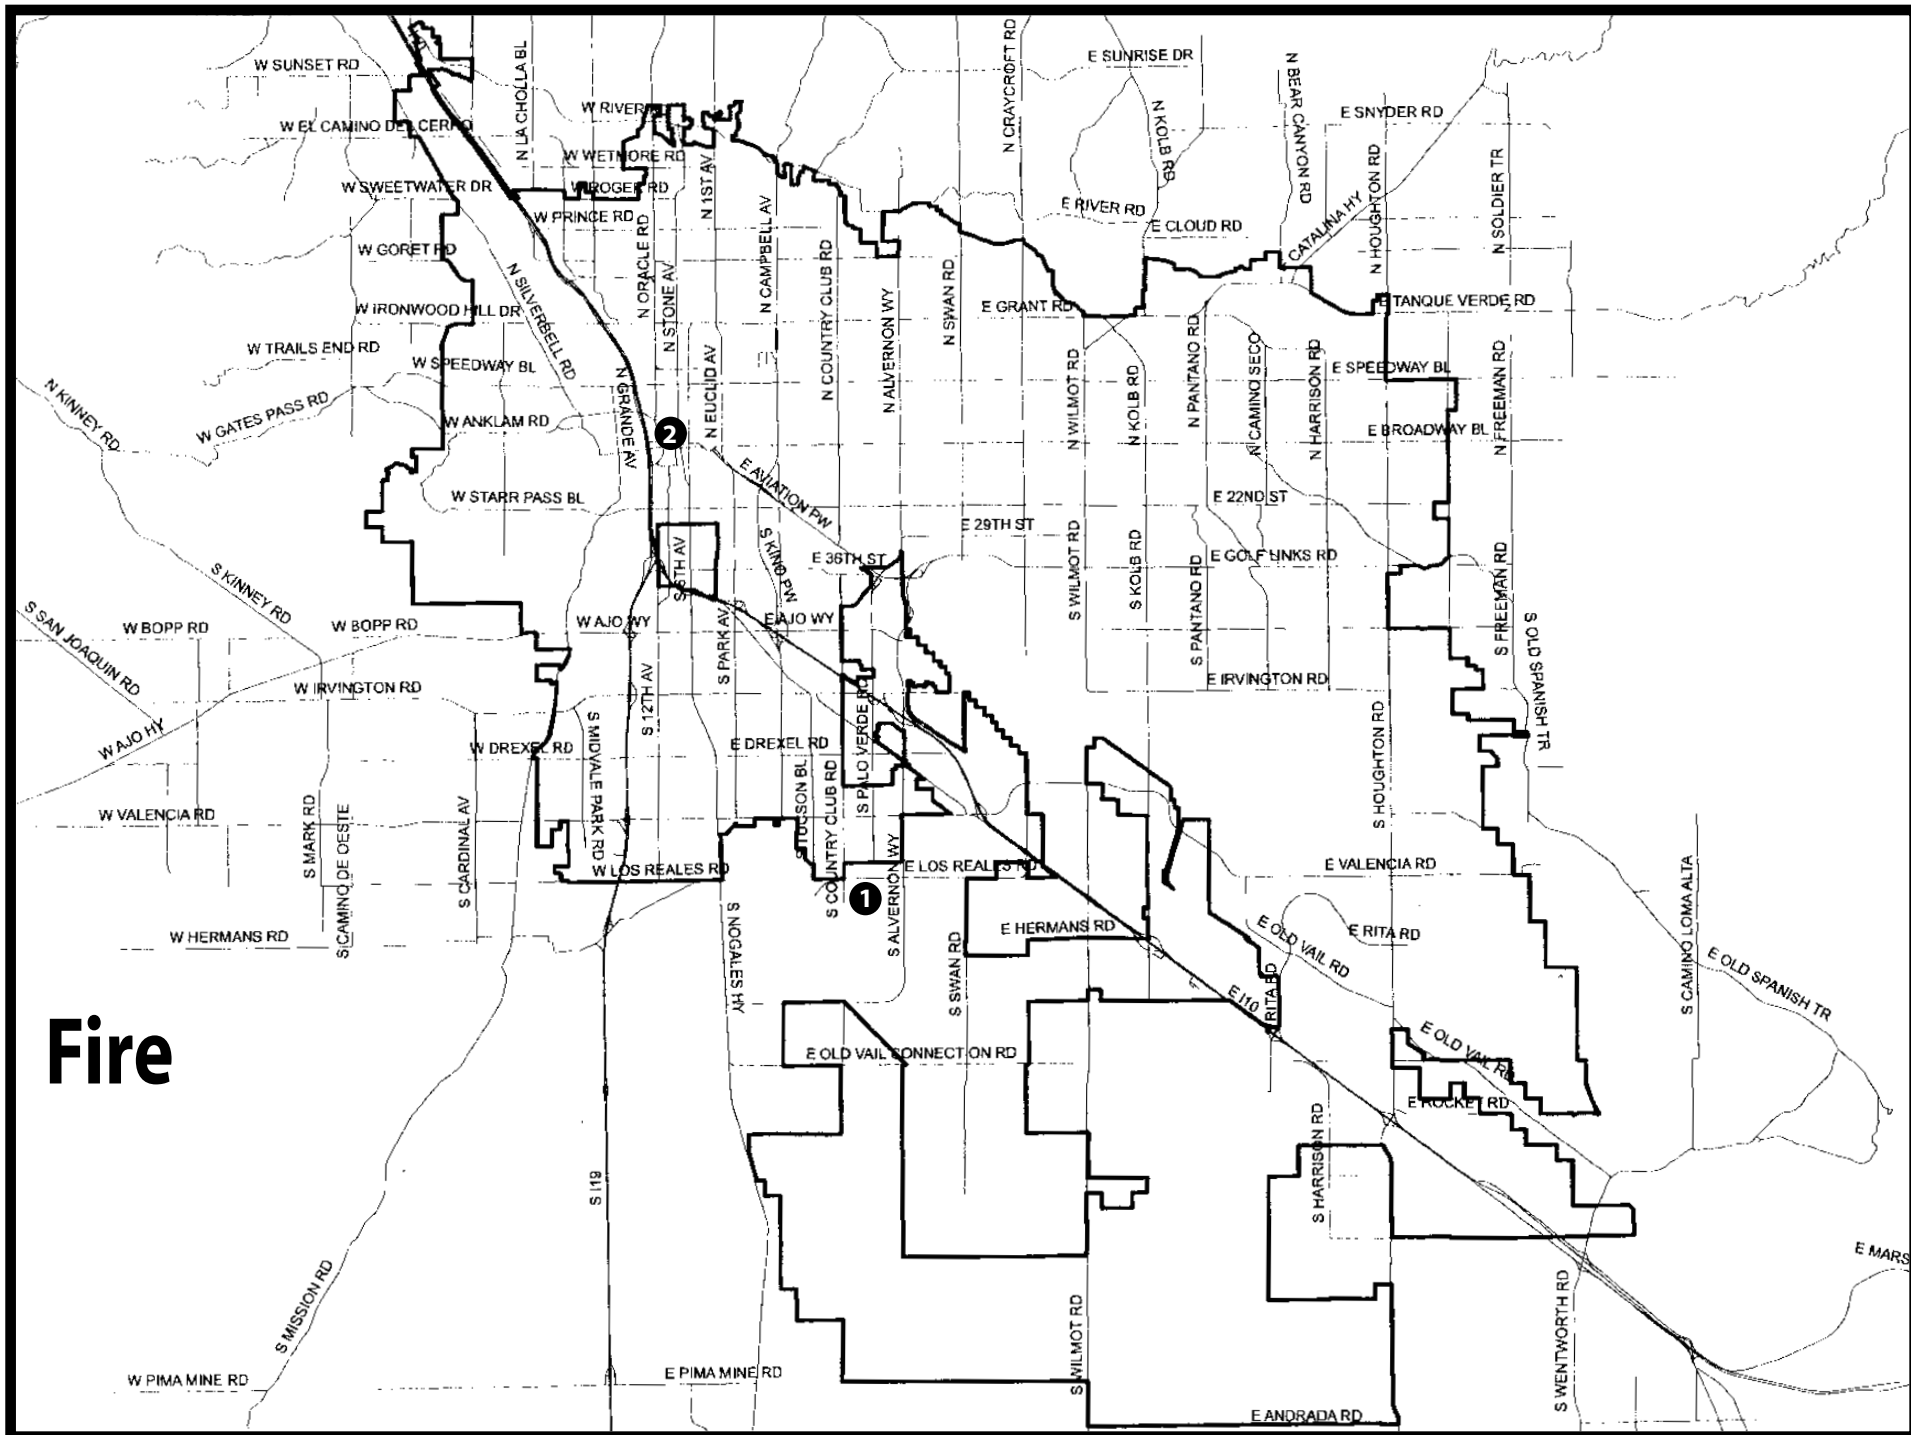 W SUNSET RD
N LA CHOLLA BL
N CRAYCROFT RD
E SUNRISE DR
N BEAR CANYON RD
W RIVER
N KOLB RD
E SNYDER RD
W EL CAMINO DEL CERRO
W WETMORE RD
N 1ST AV
N HOUGHTON RD
N SOLDIER TR
W SWEETWATER DR
W ROGER RD
W PRINCE RD
N CAMPBELL AV
E RIVER RD
E CLOUD RD
CATALINA HY
W GORET RD
N SILVERBELL RD
N ORACLE RD
N STONE AV
N COUNTRY CLUB RD
N ALVERNON WY
N SWAN RD
E GRANT RD
E TANQUE VERDE RD
W IRONWOOD HILL DR
W TRAILS END RD
W SPEEDWAY BL
N EUCLID AV
N WILMOT RD
N KOLB RD
N PANTANO RD
N CAMINO SECO
N HARRISON RD
E SPEEDWAY BL
N FREEMAN RD
N KINNEY RD
W GATES PASS RD
W ANKLAM RD
N GRANDE AV
2
E BROADWAY BL
E AVIATION PW
W STARR PASS BL
E 22ND ST
E 29TH ST
S KINO PW
E 36TH ST
S 6TH AV
S WILMOT RD
S KOLB RD
S PANTANO RD
E GOLF LINKS RD
S FREEMAN RD
S KINNEY RD
S SAN JOAQUIN RD
W BOPP RD
W BOPP RD
W AJO WY
S PARK AV
E AJO WY
S OLD SPANISH TR
W IRVINGTON RD
E IRVINGTON RD
W AJO HY
S 12TH AV
S MIDVALE PARK RD
W DREXEL RD
E DREXEL RD
S PALO VERDE RD
S HOUGHTON RD
S TUCSON BL
S COUNTRY CLUB RD
W VALENCIA RD
S MARK RD
S CAMINO DE OESTE
S CARDINAL AV
W LOS REALES RD
S ALVERNON WY
E LOS REALES RD
E VALENCIA RD
S CAMINO LOMA ALTA
1
W HERMANS RD
S NOGALES HY
S SWAN RD
E HERMANS RD
E OLD VAIL RD
E RITA RD
E OLD SPANISH TR
E I10
RITA RD
Fire
E OLD VAIL CONNECTION RD
E OLD VAIL RD
E ROCKET RD
S I19
S HARRISON RD
S MISSION RD
S WILMOT RD
S WENTWORTH RD
E MARS
W PIMA MINE RD
E PIMA MINE RD
E ANDRADA RD